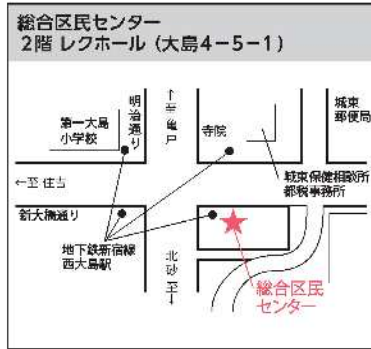 総合区民センター
2階 レクホール (大島4-5-1)
明治通り
←至亀戸
城東
郵便局
第一大島
小学校
寺院
城東保健相談所
都税事務所
←至 住吉
新大橋通り
地下鉄新宿線
西大島駅
北砂至→
総合区民
センター